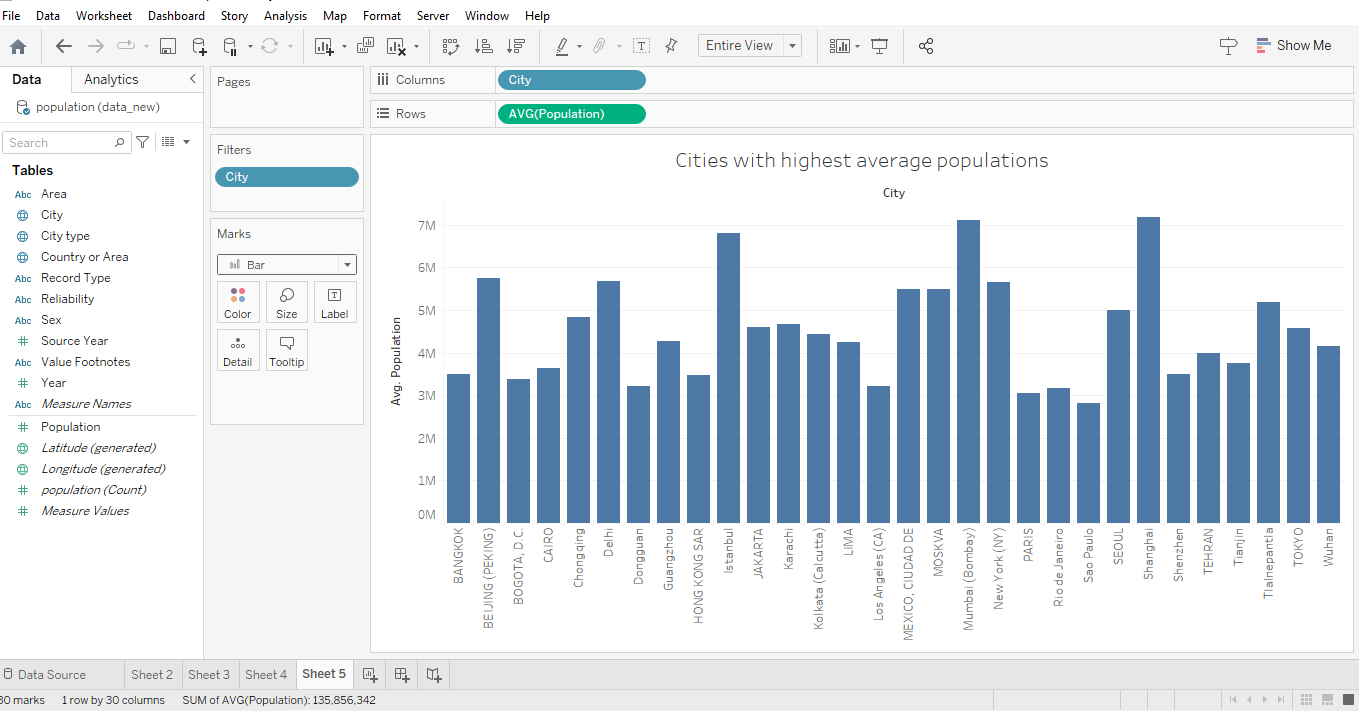 File Data Worksheet Dashboard Story Analysis Map Format Server Window Help
Entire View
Show Me
Data Analytics
population (data_new)
Search
Tables
Abc Area
City
City type
Country or Area
Abc Record Type
Abc Reliability
Abc Sex
Source Year
Abc Value Footnotes
Year
Abc Measure Names
Population
Latitude (generated)
Longitude (generated)
population (Count)
Measure Values
Pages
Filters
City
Marks
Bar
Color Size Label
Detail Tooltip
Columns City
Rows AVG(Population)
Cities with highest average populations
City
Avg. Population
7M
6M
5M
4M
3M
2M
1M
0M
BANGKOK
BEIJING (PEKING)
BOGOTA, D.C.
CAIRO
Chongqing
Delhi
Dongguan
Guangzhou
HONG KONG SAR
Istanbul
JAKARTA
Karachi
Kolkata (Calcutta)
LIMA
Los Angeles (CA)
MEXICO, CIUDAD DE
MOSKVA
Mumbai (Bombay)
New York (NY)
PARIS
Rio de Janeiro
Sao Paulo
SEOUL
Shanghai
Shenzhen
TEHRAN
Tianjin
Tlalnepantla
TOKYO
Wuhan
Data Source Sheet 2 Sheet 3 Sheet 4 Sheet 5
30 marks 1 row by 30 columns SUM of AVG(Population): 135,856,342